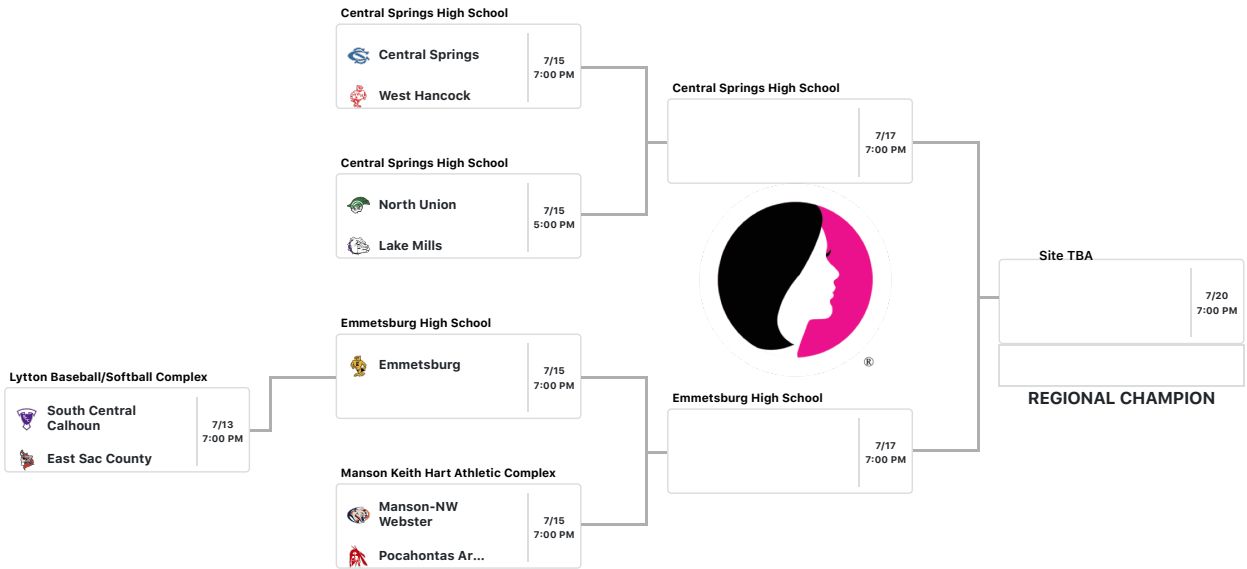 Central Springs High School
Central Springs
7/15
7:00 PM
West Hancock
Central Springs High School
North Union
7/15
5:00 PM
Lake Mills
Emmetsburg High School
Emmetsburg
7/15
7:00 PM
Lytton Baseball/Softball Complex
South Central
Calhoun
7/13
7:00 PM
East Sac County
Manson Keith Hart Athletic Complex
Manson-NW
Webster
7/15
7:00 PM
Pocahontas Ar...
Central Springs High School
7/17
7:00 PM
®
Emmetsburg High School
7/17
7:00 PM
Site TBA
7/20
7:00 PM
REGIONAL CHAMPION